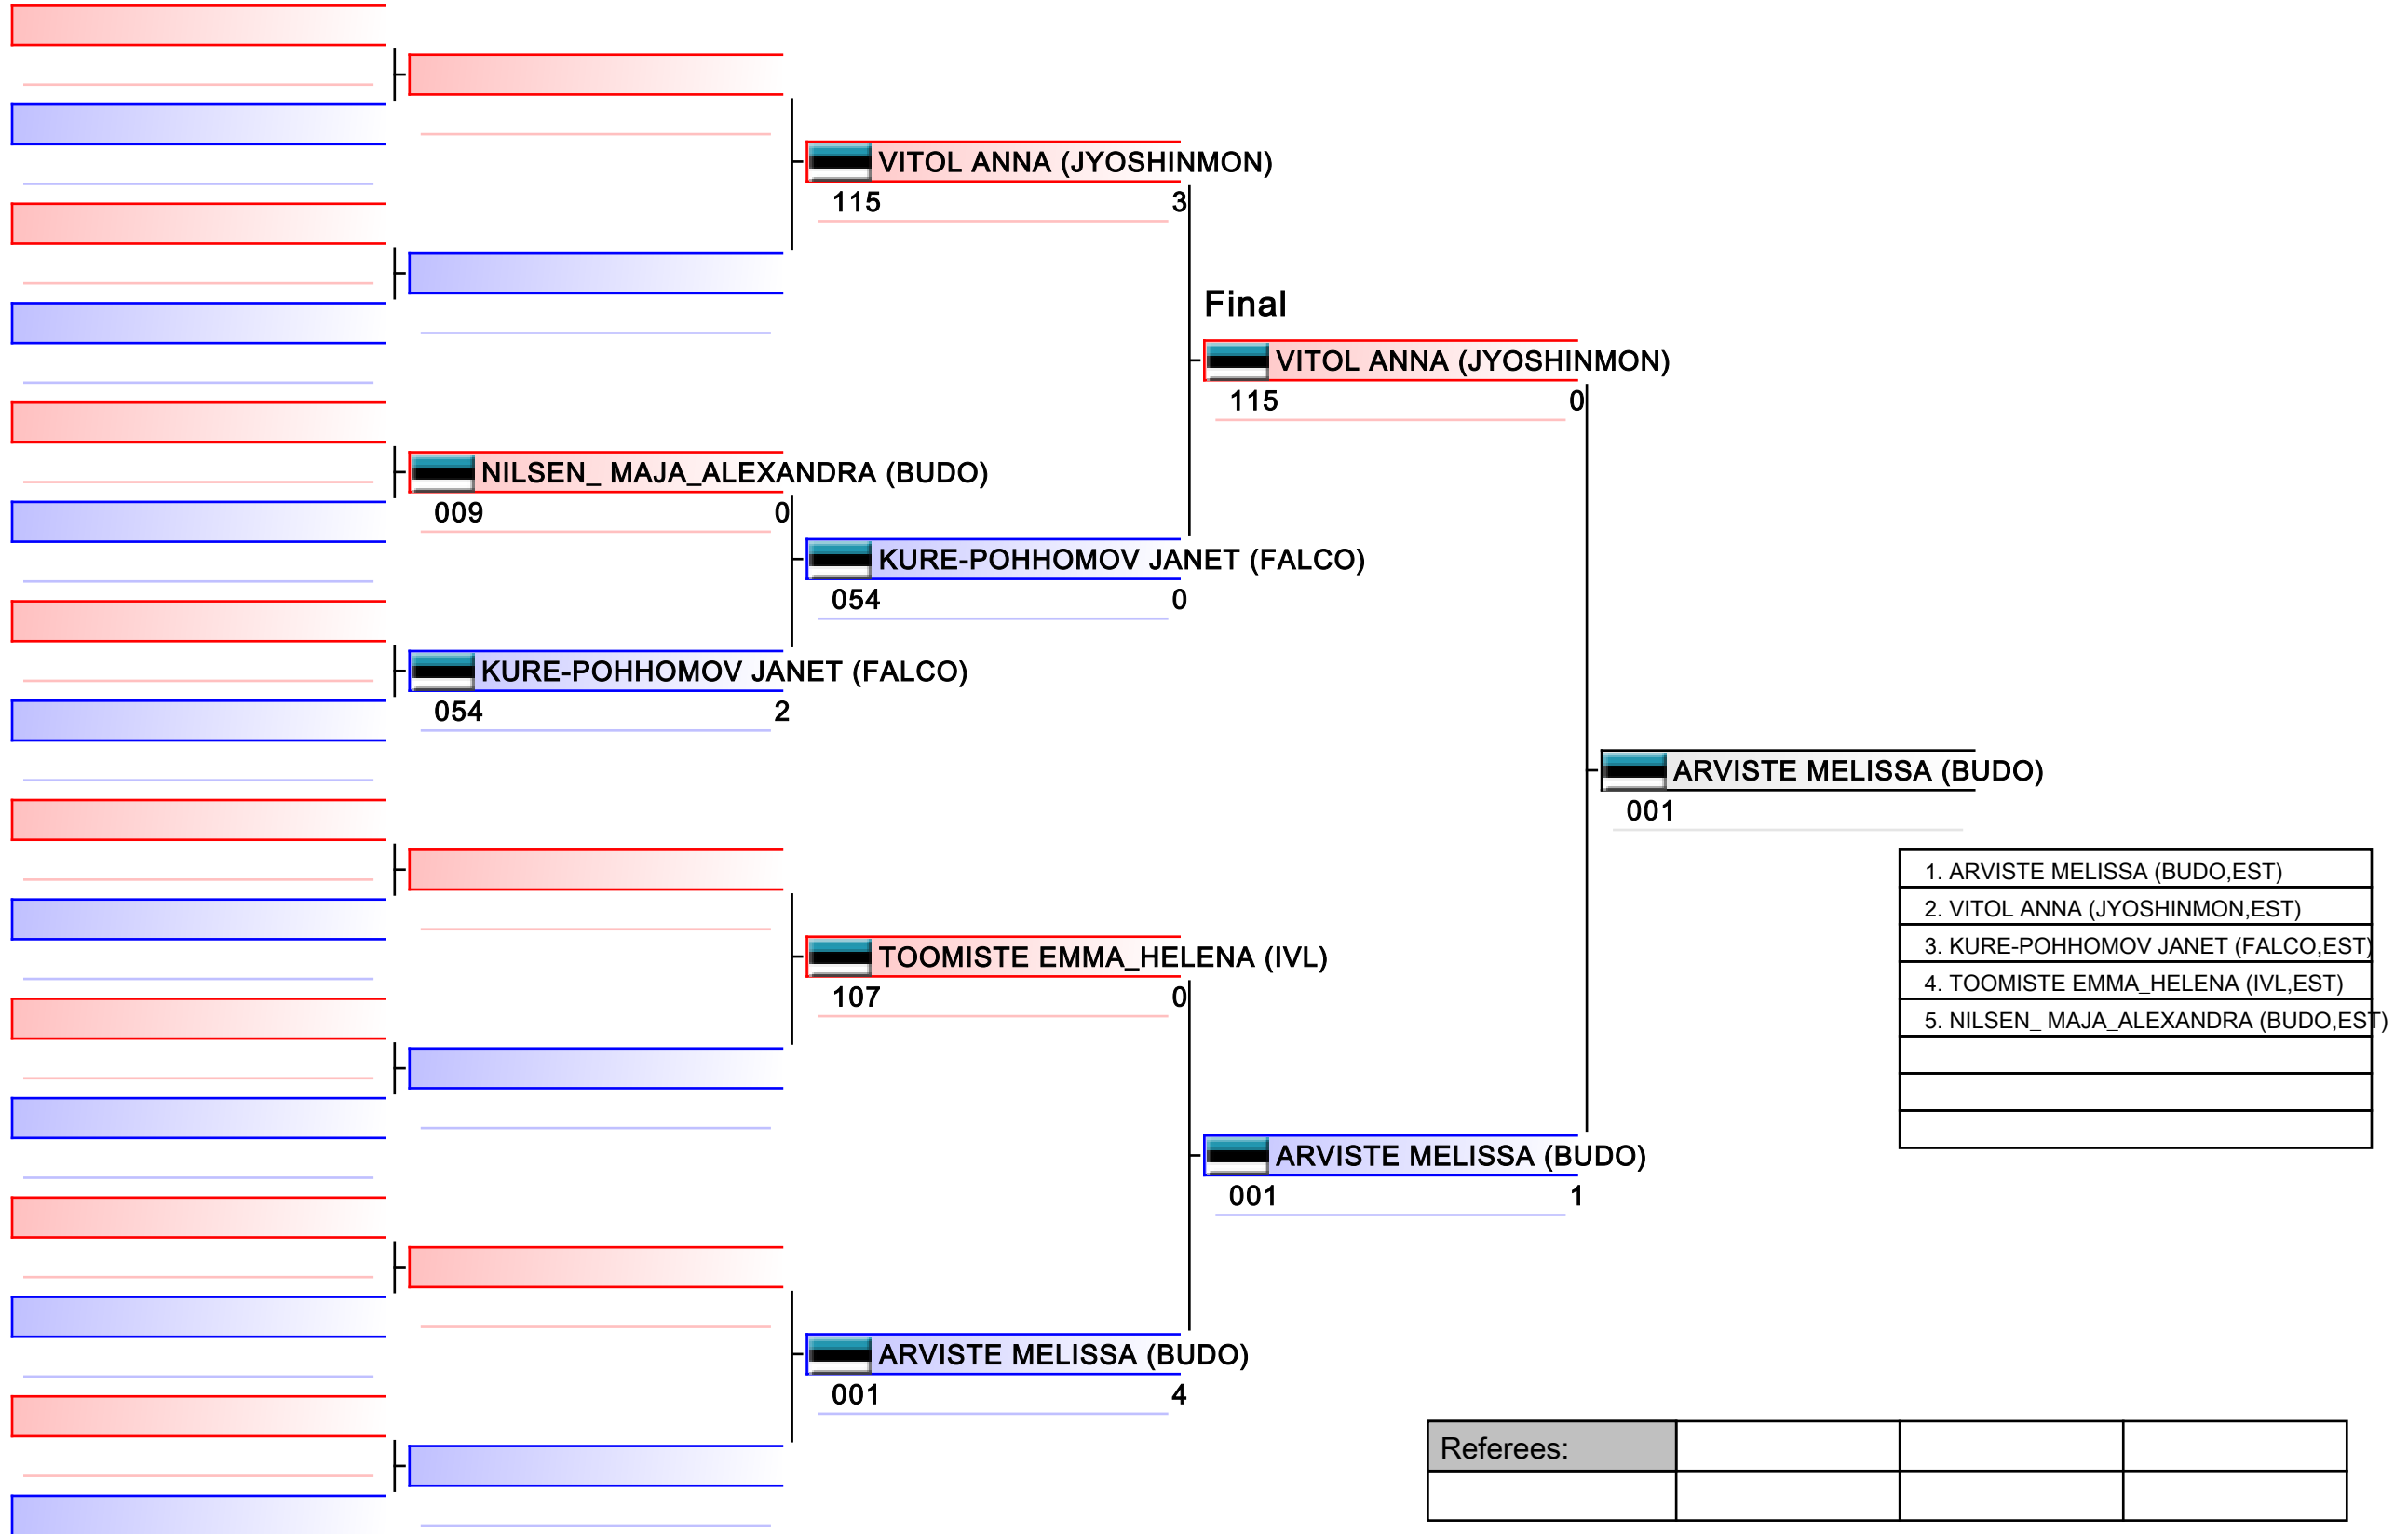 VITOL ANNA (JYOSHINMON)
115 3
Final
VITOL ANNA (JYOSHINMON)
115 0
NILSEN_ MAJA_ALEXANDRA (BUDO)
009 0
KURE-POHHOMOV JANET (FALCO)
054 0
KURE-POHHOMOV JANET (FALCO)
054 2
ARVISTE MELISSA (BUDO)
001
1. ARVISTE MELISSA (BUDO,EST)
2. VITOL ANNA (JYOSHINMON,EST)
3. KURE-POHHOMOV JANET (FALCO,EST)
4. TOOMISTE EMMA_HELENA (IVL,EST)
5. NILSEN_ MAJA_ALEXANDRA (BUDO,EST)
TOOMISTE EMMA_HELENA (IVL)
107 0
ARVISTE MELISSA (BUDO)
001 1
ARVISTE MELISSA (BUDO)
001 4
Referees: